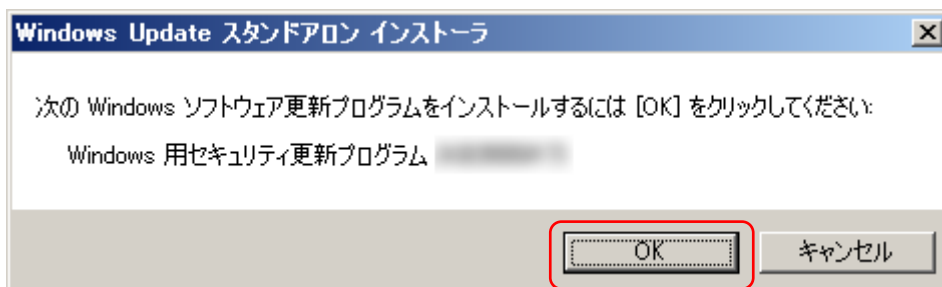 Windows Update スタンドアロン インストーラ
次の Windows ソフトウェア更新プログラムをインストールするには [OK] をクリックしてください:
Windows 用セキュリティ更新プログラム
OK キャンセル